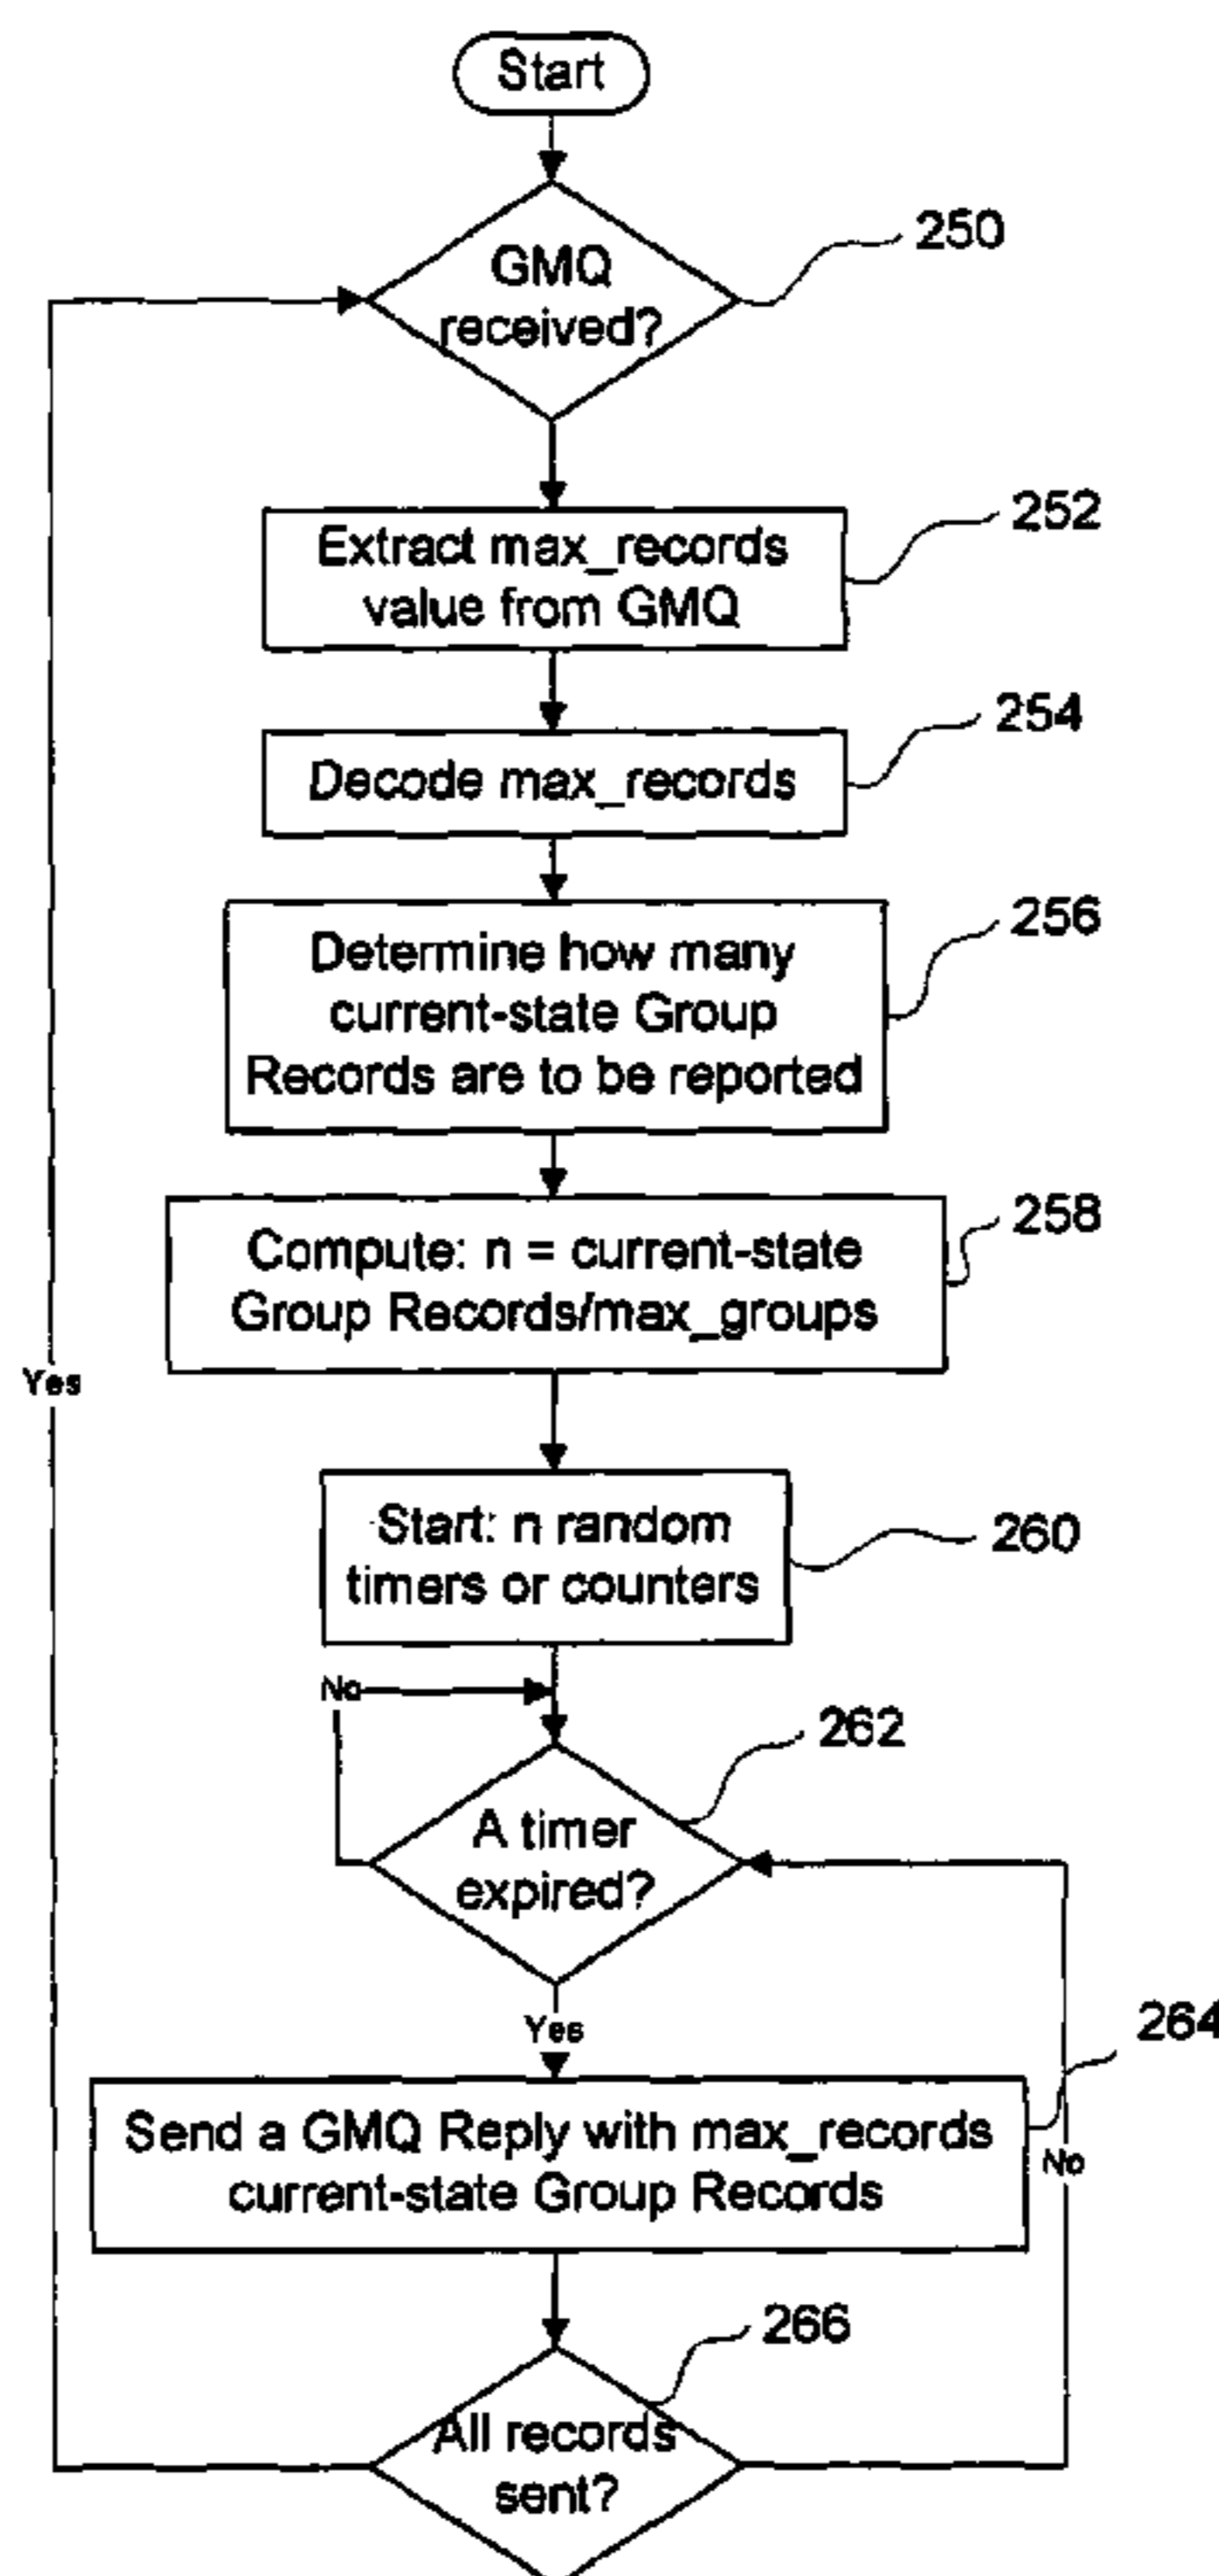 Start
GMQ
received?
250
Extract max_records
value from GMQ
252
Decode max_records
254
Determine how many
current-state Group
Records are to be reported
256
Compute: n = current-state
Group Records/max_groups
258
Yes
Start: n random
timers or counters
260
No
A timer
expired?
262
Yes
Send a GMQ Reply with max_records
current-state Group Records
264
No
All records
sent?
266